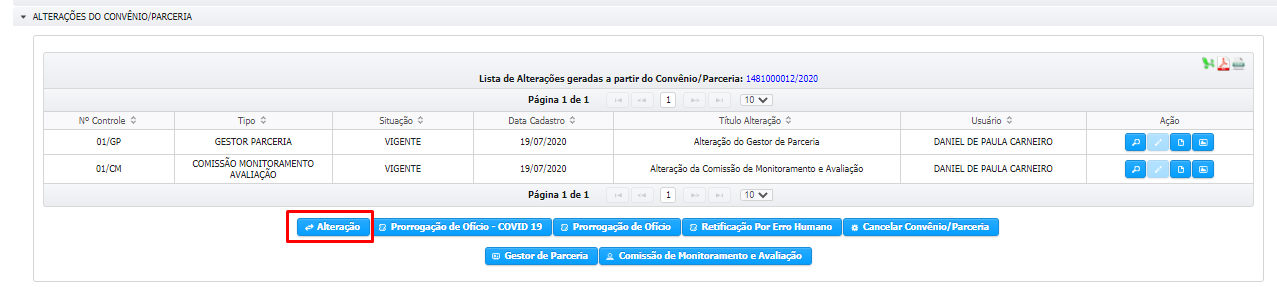 ALTERAÇÕES DO CONVÊNIO/PARCERIA
Lista de Alterações geradas a partir do Convênio/Parceria: 1481000012/2020
Página 1 de 1 1 10
Nº Controle Tipo Situação Data Cadastro Título Alteração Usuário Ação
01/GP GESTOR PARCERIA VIGENTE 19/07/2020 Alteração do Gestor de Parceria DANIEL DE PAULA CARNEIRO
01/CM COMISSÃO MONITORAMENTO AVALIAÇÃO VIGENTE 19/07/2020 Alteração da Comissão de Monitoramento e Avaliação DANIEL DE PAULA CARNEIRO
Página 1 de 1 1 10
Alteração Prorrogação de Ofício - COVID 19 Prorrogação de Ofício Retificação Por Erro Humano Cancelar Convênio/Parceria
Gestor de Parceria Comissão de Monitoramento e Avaliação